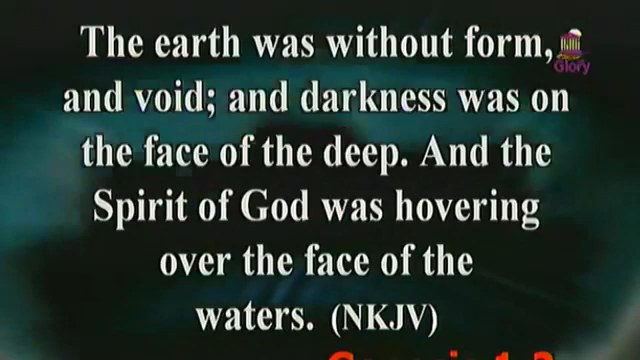 The earth was without form,
and void; and darkness was on
the face of the deep. And the
Spirit of God was hovering
over the face of the
waters. (NKJV)
Glory